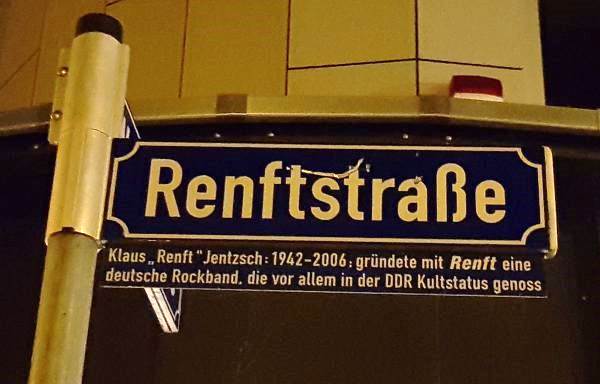 Renftstraße
Klaus „Renft“ Jentzsch: 1942–2006; gründete mit Renft eine
deutsche Rockband, die vor allem in der DDR Kultstatus genoss